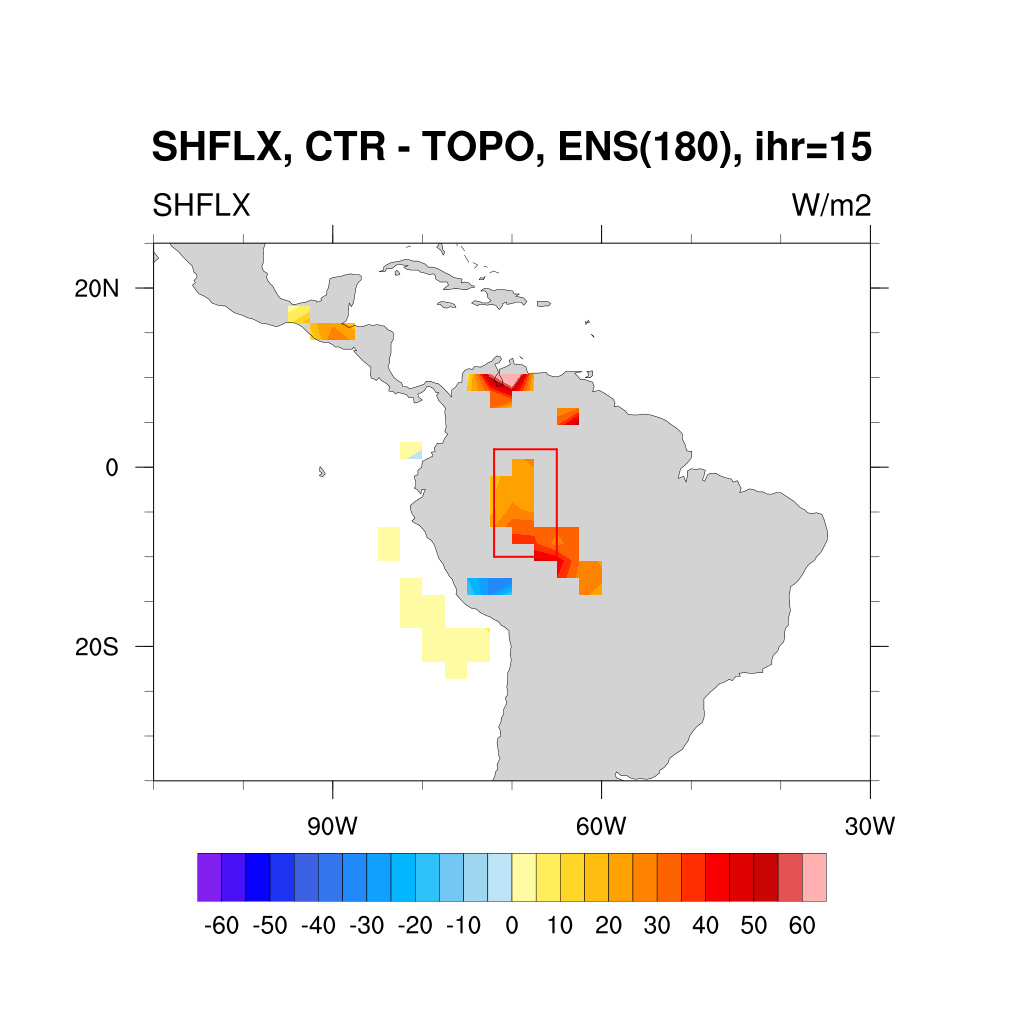 SHFLX, CTR - TOPO, ENS(180), ihr=15
SHFLX W/m2
20N
0
20S
90W 60W 30W
-60 -50 -40 -30 -20 -10 0 10 20 30 40 50 60